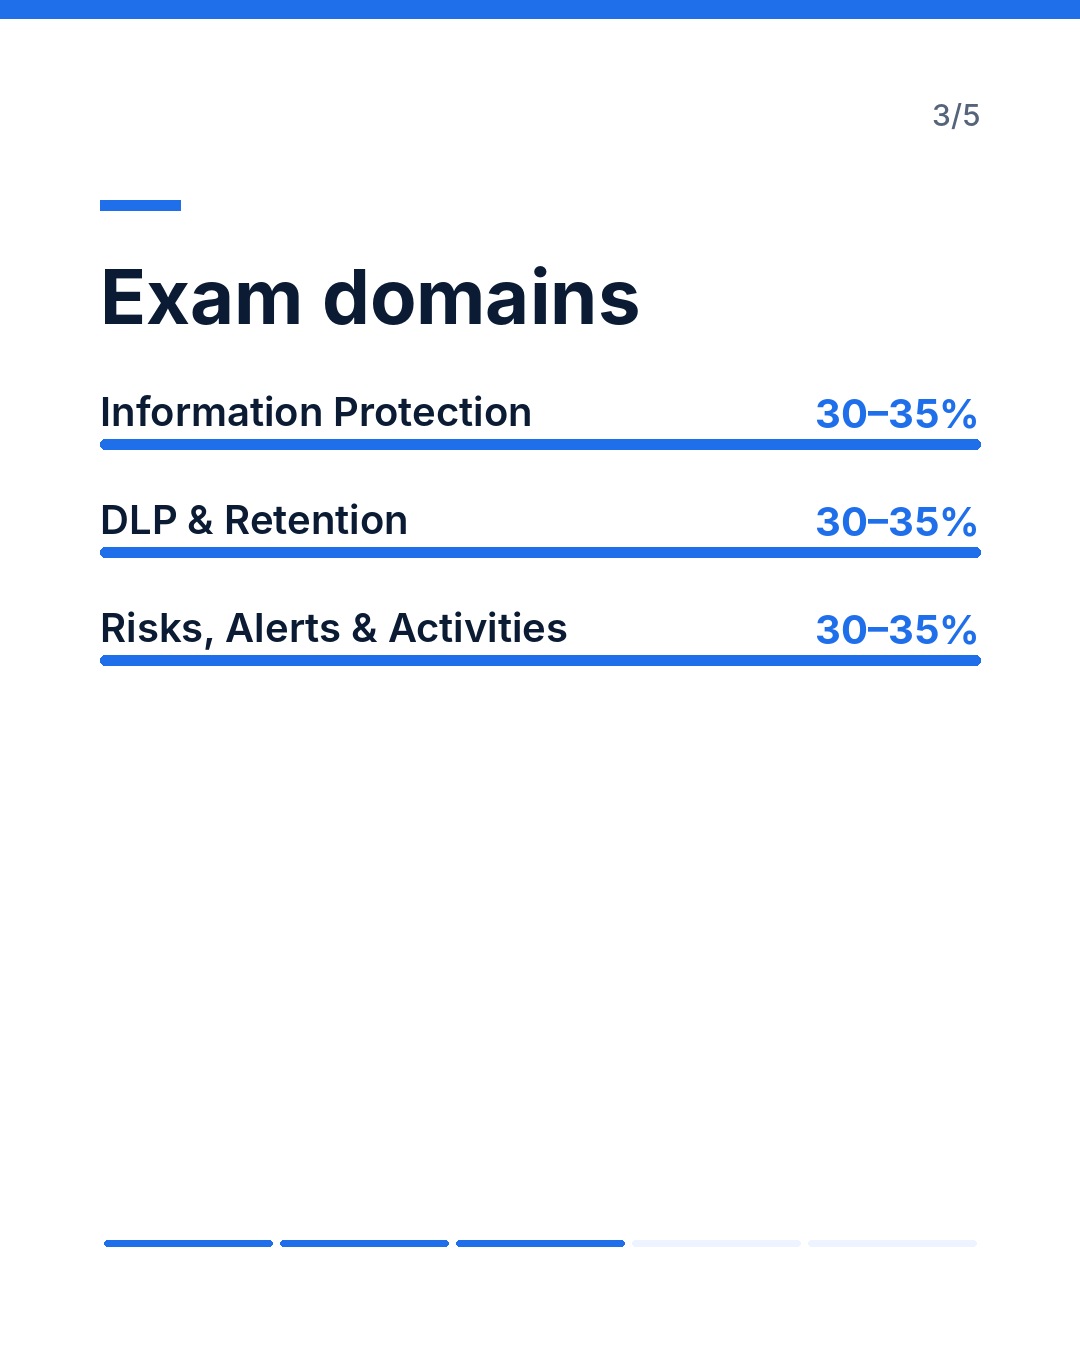 3/5
Exam domains
Information Protection 30–35%
DLP & Retention 30–35%
Risks, Alerts & Activities 30–35%